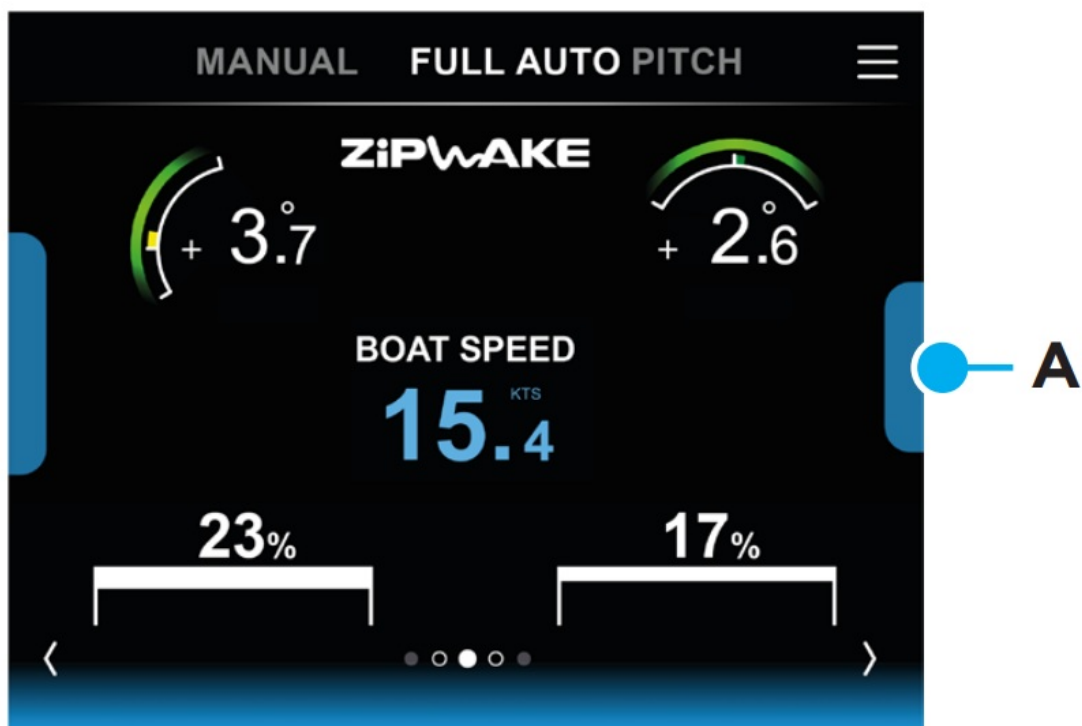 MANUAL FULL AUTO PITCH
ZiPWAKE
+ 3.°7
+ 2.°6
BOAT SPEED
15.4 KTS
A
23%
17%